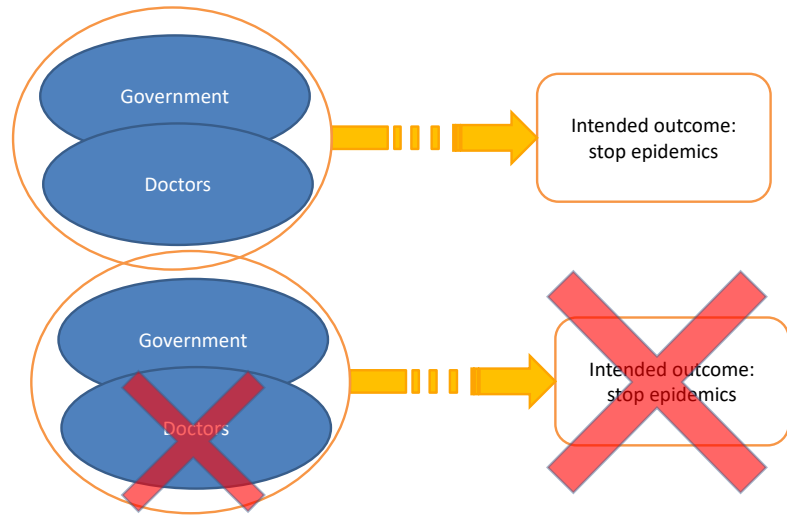 Government
Doctors
Intended outcome:
stop epidemics
Government
Doctors
Intended outcome:
stop epidemics